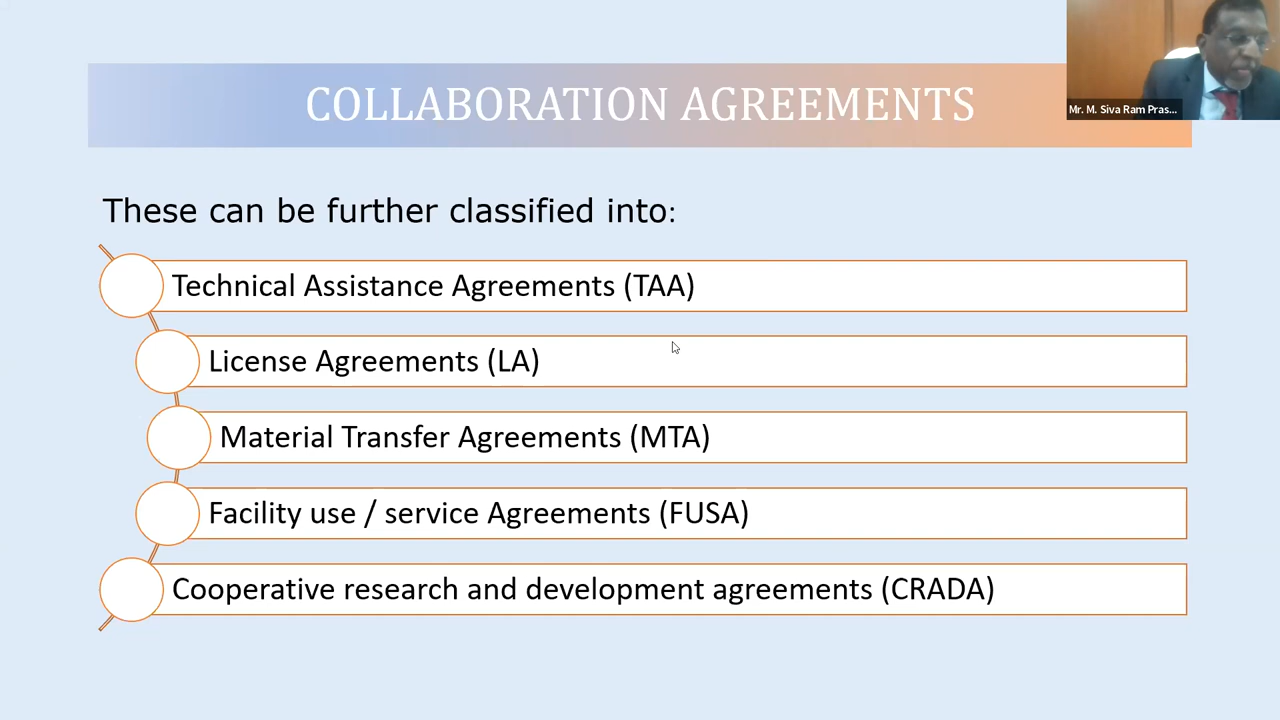 COLLABORATION AGREEMENTS
Mr. M. Siva Ram Pras...
These can be further classified into:
Technical Assistance Agreements (TAA)
License Agreements (LA)
Material Transfer Agreements (MTA)
Facility use / service Agreements (FUSA)
Cooperative research and development agreements (CRADA)